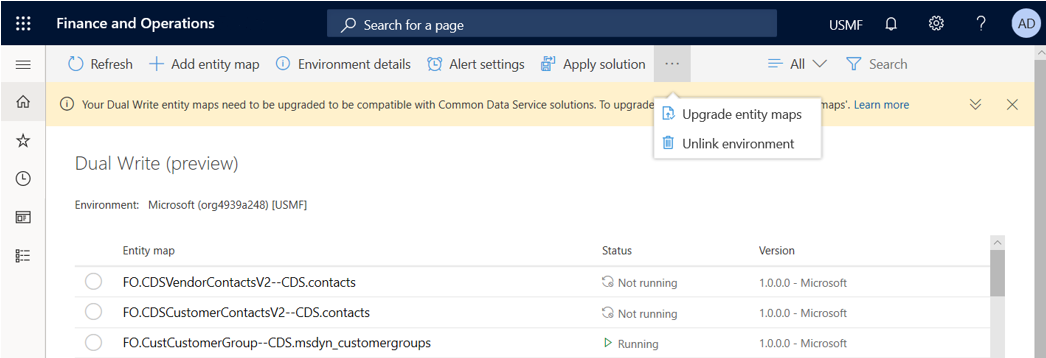 Finance and Operations
Search for a page
USMF
?
AD
Refresh
Add entity map
Environment details
Alert settings
Apply solution
...
All
Search
Your Dual Write entity maps need to be upgraded to be compatible with Common Data Service solutions. To upgrade maps'. Learn more
Upgrade entity maps
Unlink environment
Dual Write (preview)
Environment: Microsoft (org4939a248) [USMF]
Entity map Status Version
FO.CDSVendorContactsV2--CDS.contacts Not running 1.0.0.0 - Microsoft
FO.CDSCustomerContactsV2--CDS.contacts Not running 1.0.0.0 - Microsoft
FO.CustCustomerGroup--CDS.msdyn_customergroups Running 1.0.0.0 - Microsoft